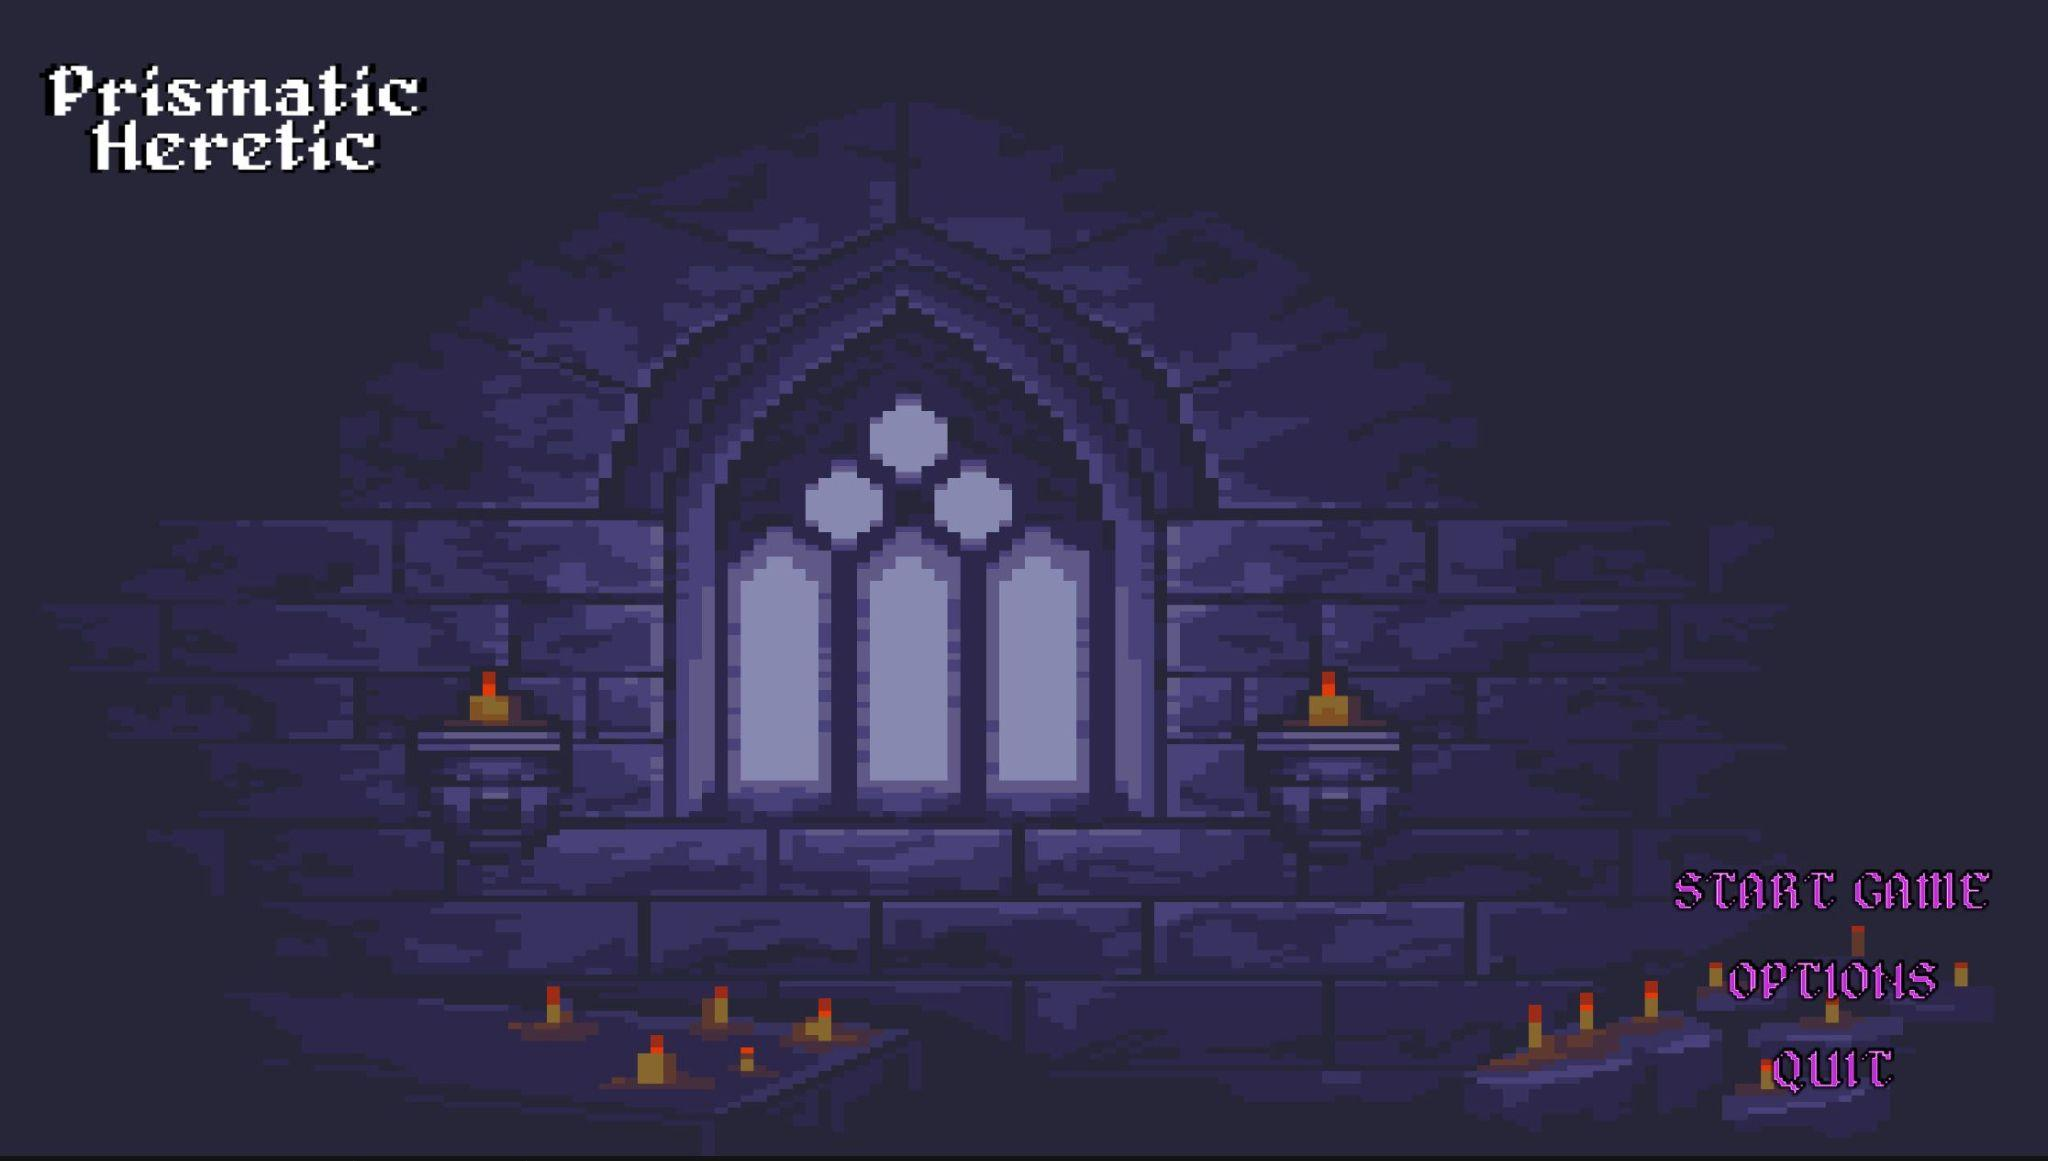 Prismatic
Heretic
START GAME
OPTIONS
QUIT